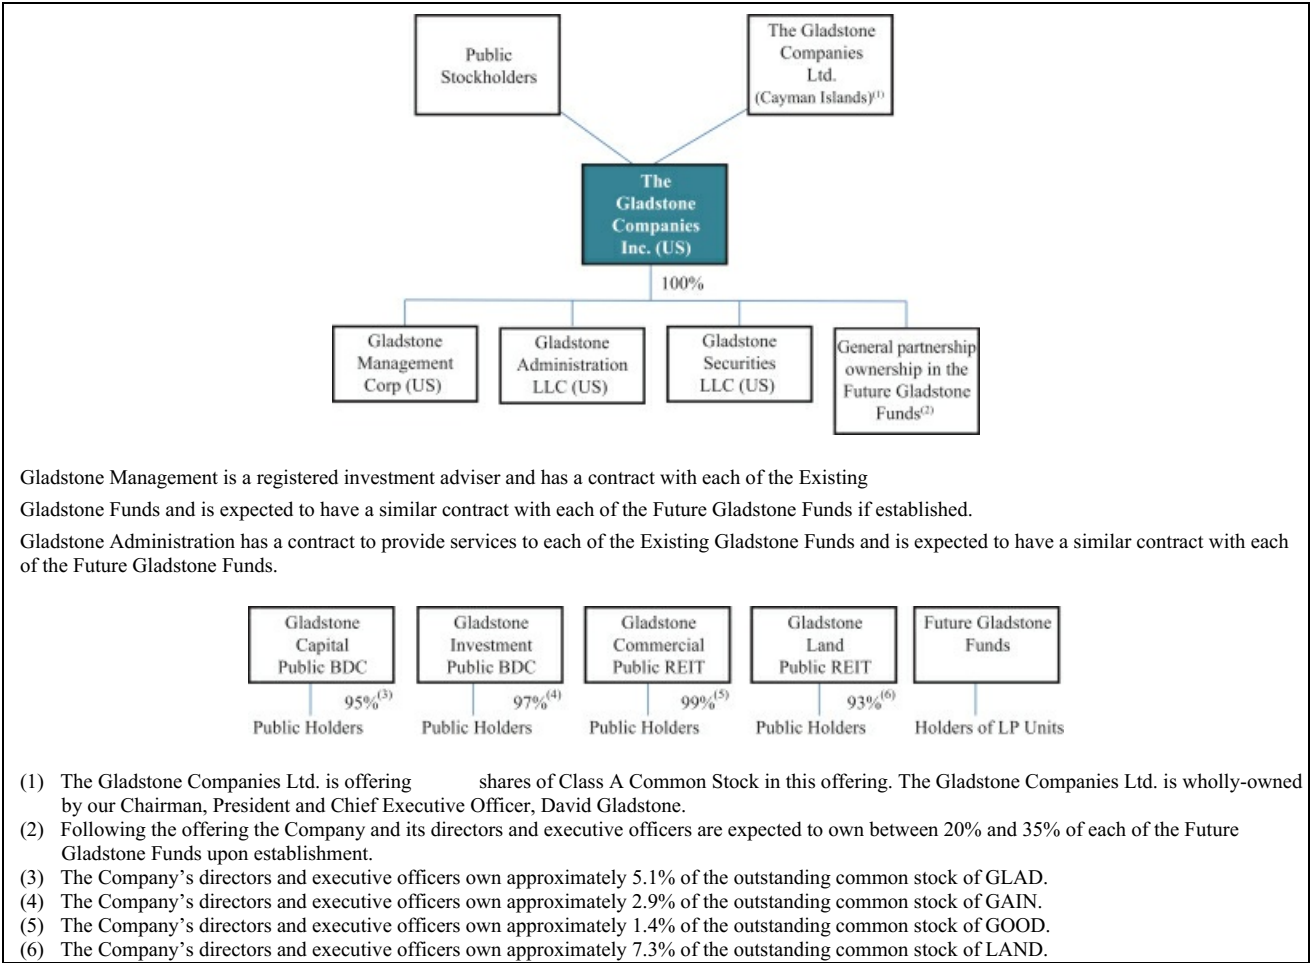 Public
Stockholders
The Gladstone
Companies
Ltd.
(Cayman Islands)(1)
The
Gladstone
Companies
Inc. (US)
100%
Gladstone
Management
Corp (US)
Gladstone
Administration
LLC (US)
Gladstone
Securities
LLC (US)
General partnership
ownership in the
Future Gladstone
Funds(2)
Gladstone Management is a registered investment adviser and has a contract with each of the Existing
Gladstone Funds and is expected to have a similar contract with each of the Future Gladstone Funds if established.
Gladstone Administration has a contract to provide services to each of the Existing Gladstone Funds and is expected to have a similar contract with each
of the Future Gladstone Funds.
Gladstone
Capital
Public BDC
95%(3)
Public Holders
Gladstone
Investment
Public BDC
97%(4)
Public Holders
Gladstone
Commercial
Public REIT
99%(5)
Public Holders
Gladstone
Land
Public REIT
93%(6)
Public Holders
Future Gladstone
Funds
Holders of LP Units
(1) The Gladstone Companies Ltd. is offering shares of Class A Common Stock in this offering. The Gladstone Companies Ltd. is wholly-owned
by our Chairman, President and Chief Executive Officer, David Gladstone.
(2) Following the offering the Company and its directors and executive officers are expected to own between 20% and 35% of each of the Future
Gladstone Funds upon establishment.
(3) The Company's directors and executive officers own approximately 5.1% of the outstanding common stock of GLAD.
(4) The Company's directors and executive officers own approximately 2.9% of the outstanding common stock of GAIN.
(5) The Company's directors and executive officers own approximately 1.4% of the outstanding common stock of GOOD.
(6) The Company's directors and executive officers own approximately 7.3% of the outstanding common stock of LAND.